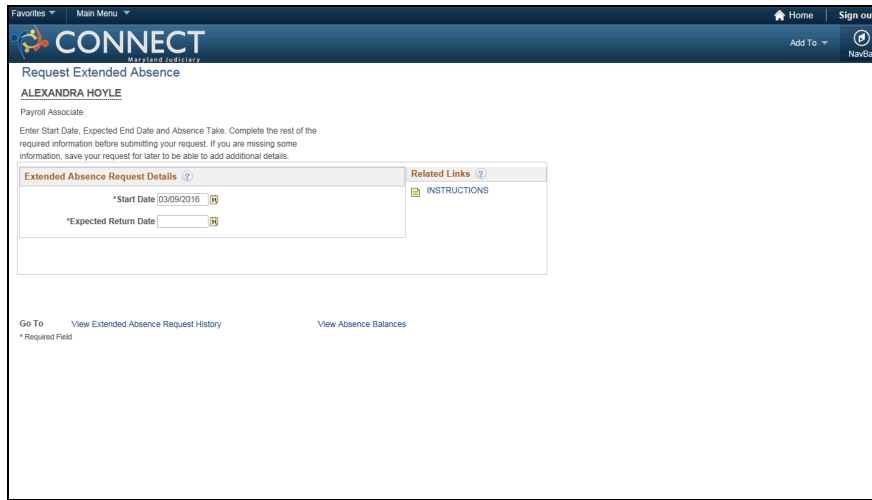 Favorites Main Menu Home Sign ou
CONNECT Add To
Maryland Judiciary NavBa
Request Extended Absence
ALEXANDRA HOYLE
Payroll Associate
Enter Start Date, Expected End Date and Absence Take. Complete the rest of the
required information before submitting your request. If you are missing some
information, save your request for later to be able to add additional details.
Extended Absence Request Details ? Related Links ?
*Start Date 03/09/2016 31 INSTRUCTIONS
*Expected Return Date 31
Go To View Extended Absence Request History View Absence Balances
* Required Field